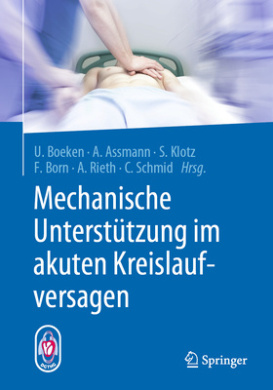 U. Boeken · A. Assmann · S. Klotz
F. Born · A. Rieth · C. Schmid Hrsg.
Mechanische
Unterstützung im
akuten Kreislauf-
versagen
Springer